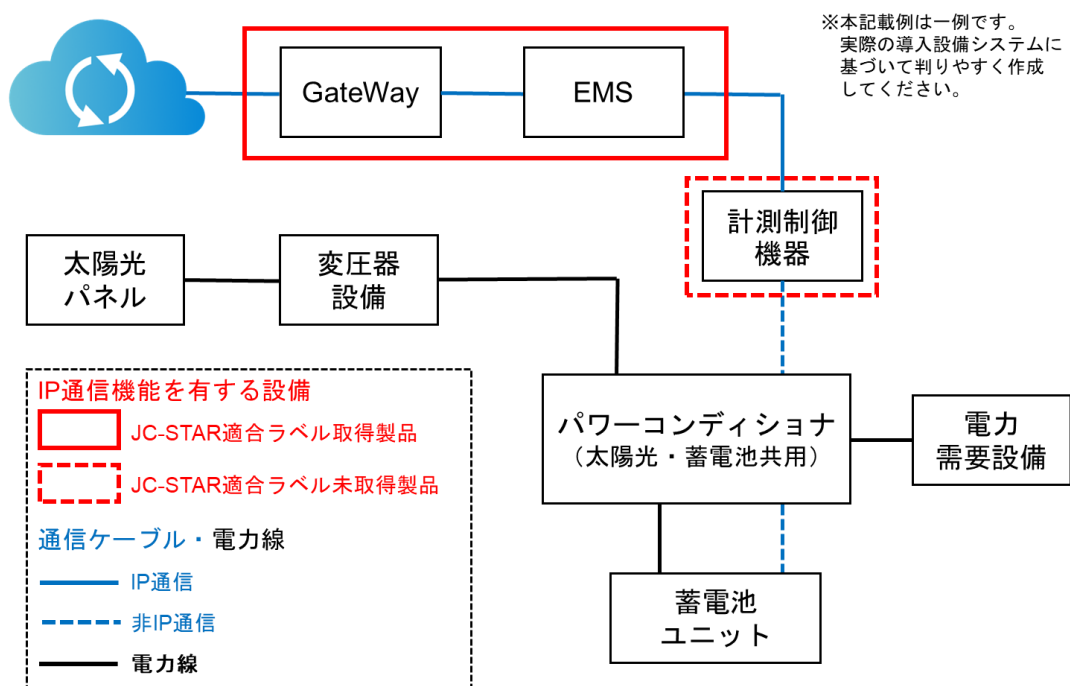 ※本記載例は一例です。
実際の導入設備システムに
基づいて判りやすく作成
してください。
GateWay
EMS
計測制御
機器
太陽光
パネル
変圧器
設備
パワーコンディショナ
（太陽光・蓄電池共用）
電力
需要設備
蓄電池
ユニット
IP通信機能を有する設備
JC-STAR適合ラベル取得製品
JC-STAR適合ラベル未取得製品
通信ケーブル・電力線
IP通信
非IP通信
電力線